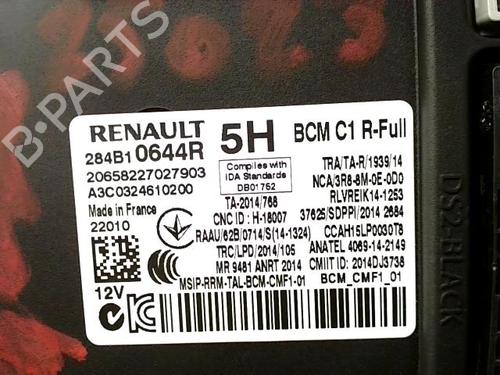 28023
B-PARTS
RENAULT 5H BCM C1 R-Full
284B10644R
20658227027903
A3C0324610200
Made in France
22010
12V
Complies with
IDA Standards
DB01752
TA-2014/768
CNC ID : H-18007
RAAU/62B/0714/S(14-1324)
TRC/LPD/2014/105
MR 9481 ANRT 2014
MSIP-RRM-TAL-BCM-CMF1-01
TRA/TA-R/1939/14
NCA/3R6-8M-0E-0D0
RLVREIK14-1253
37625/SDPPI/2014 2684
CCAH15LP0030T8
ANATEL 4069-14-2149
CMIIT ID: 2014DJ3738
BCM_CMF1_01
DS2-BLACK